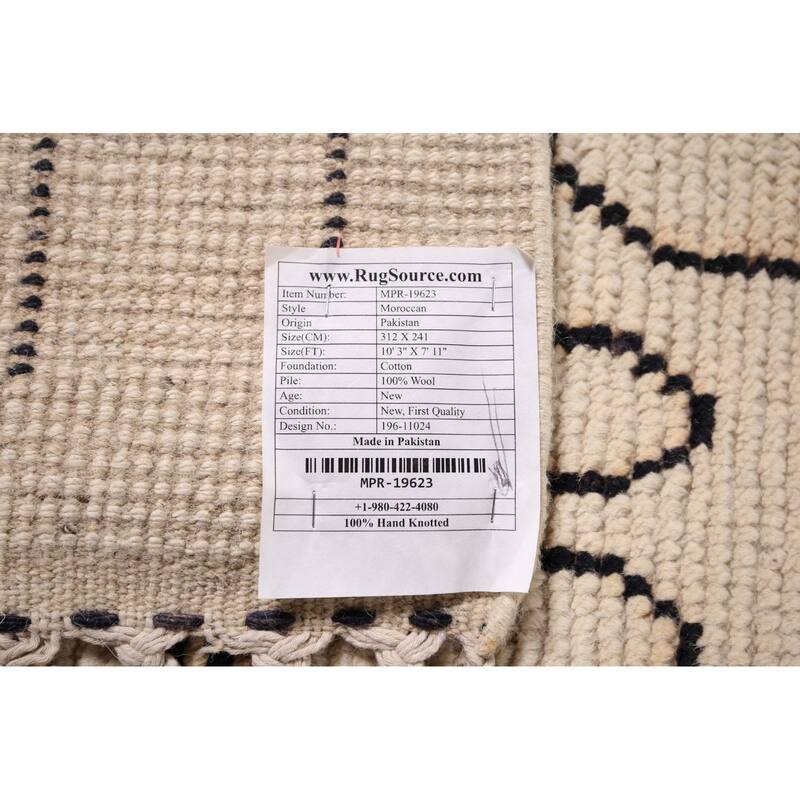 www.RugSource.com
Item Number: MPR-19623
Style Moroccan
Origin Pakistan
Size(CM): 312 X 241
Size(FT): 10' 3" X 7' 11"
Foundation: Cotton
Pile: 100% Wool
Age: New
Condition: New, First Quality
Design No.: 196-11024
Made in Pakistan
MPR-19623
+1-980-422-4080
100% Hand Knotted